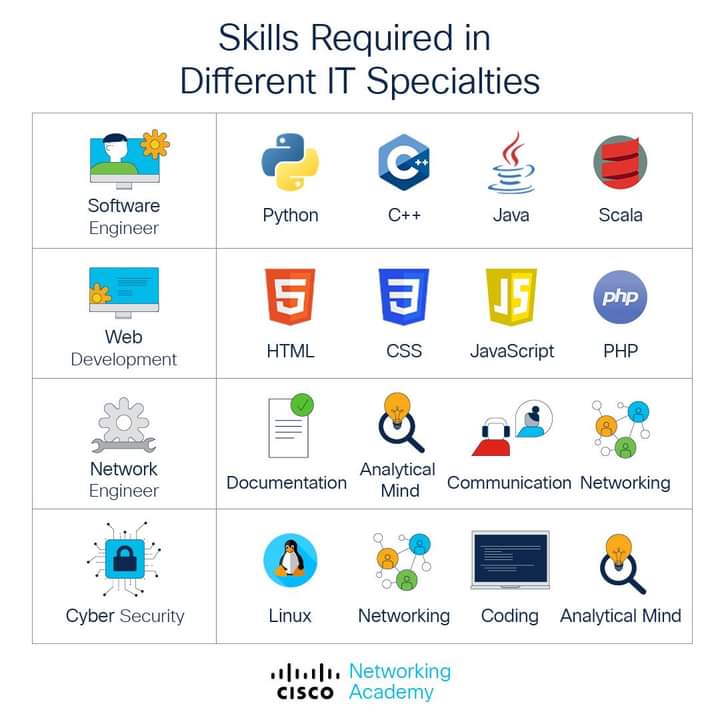 Skills Required in
Different IT Specialties
Software
Engineer
Python
C++
Java
Scala
Web
Development
HTML
CSS
JS
JavaScript
php
PHP
Network
Engineer
Documentation
Analytical
Mind
Communication
Networking
Cyber Security
Linux
Networking
Coding
Analytical Mind
CISCO
Networking
Academy